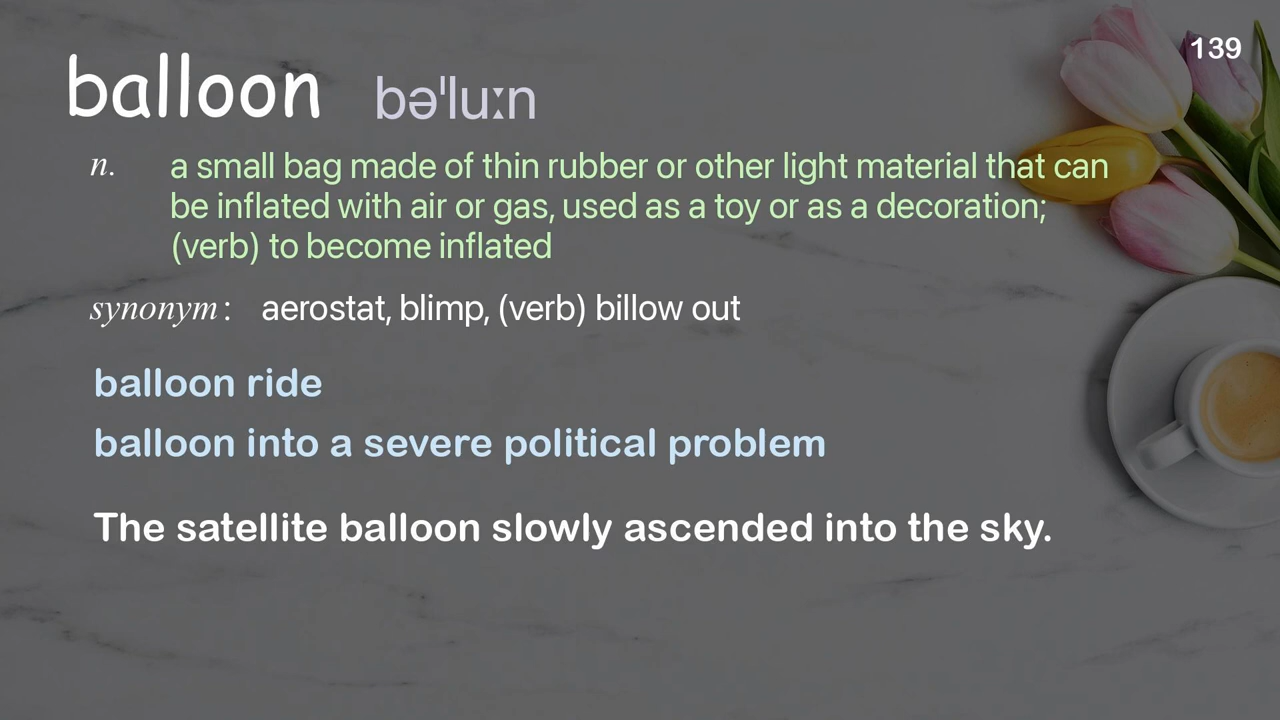 139
balloon bəˈluːn
n. a small bag made of thin rubber or other light material that can
be inflated with air or gas, used as a toy or as a decoration;
(verb) to become inflated
synonym: aerostat, blimp, (verb) billow out
balloon ride
balloon into a severe political problem
The satellite balloon slowly ascended into the sky.